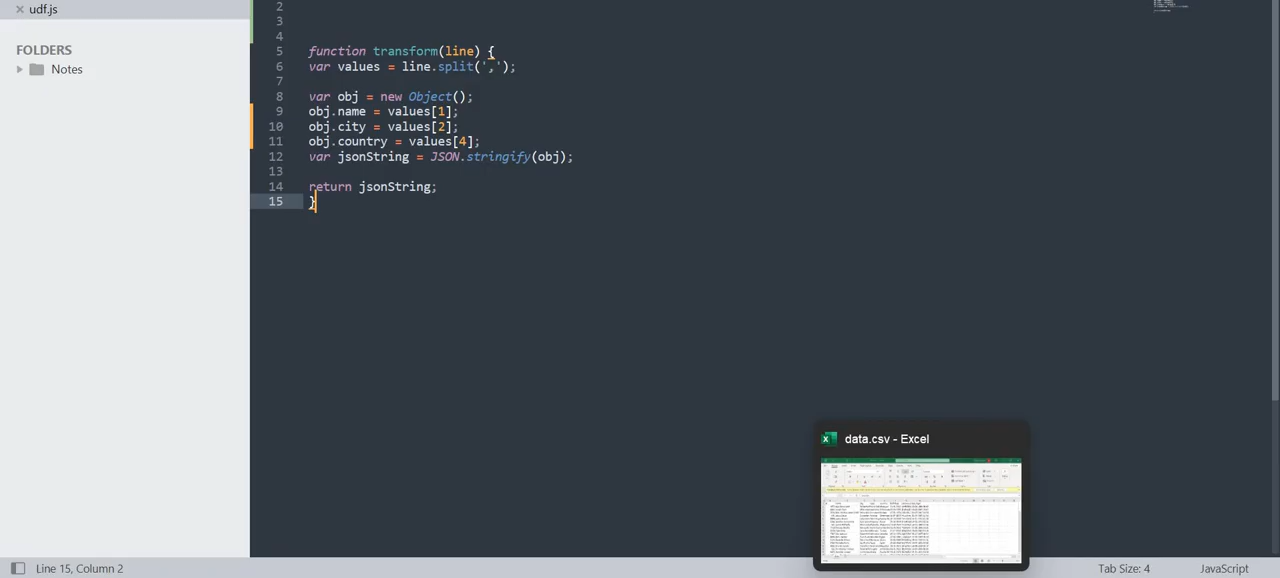 udf.js
FOLDERS
Notes
2
3
4
5 function transform(line) {
6 var values = line.split(',');
7
8 var obj = new Object();
9 obj.name = values[1];
10 obj.city = values[2];
11 obj.country = values[4];
12 var jsonString = JSON.stringify(obj);
13
14 return jsonString;
15 }
data.csv - Excel
Line 15, Column 2
Tab Size: 4
JavaScript